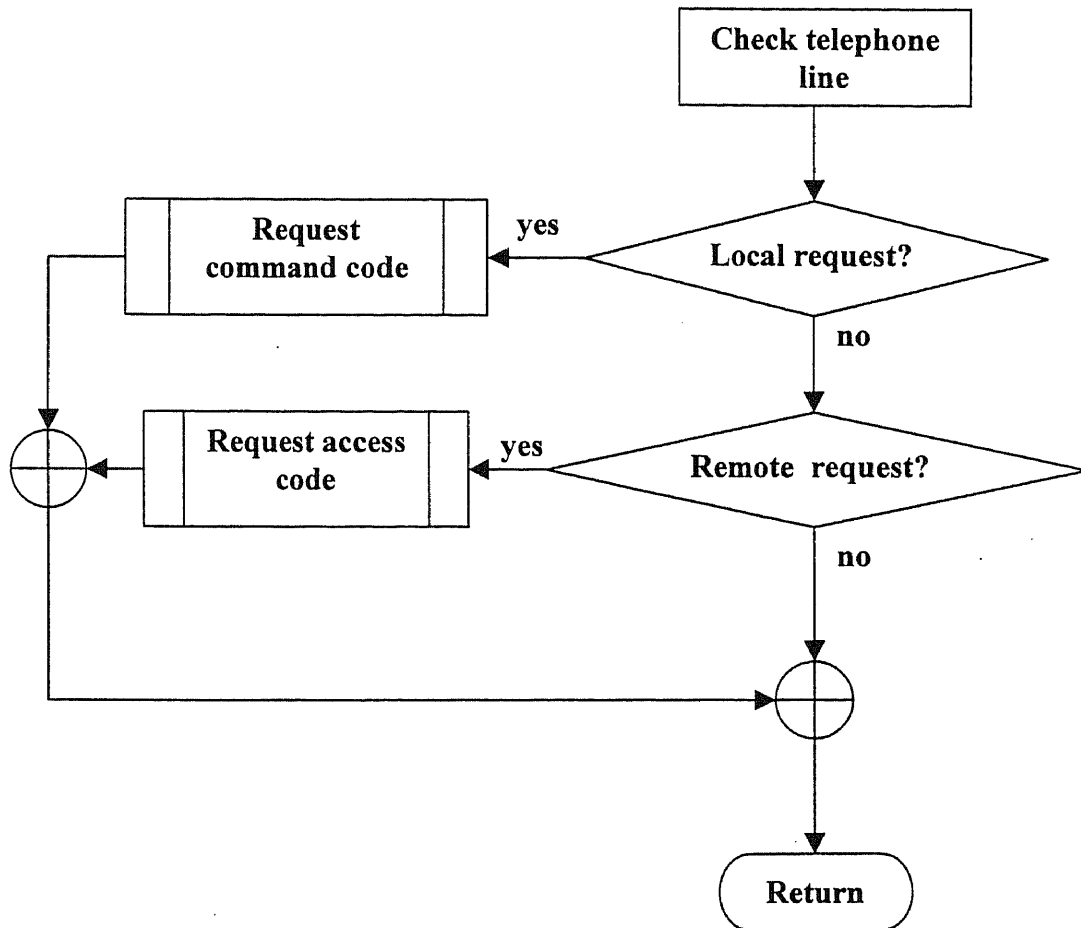 Check telephone
line
Local request?
yes
Request
command code
no
Remote request?
yes
Request access
code
no
Return